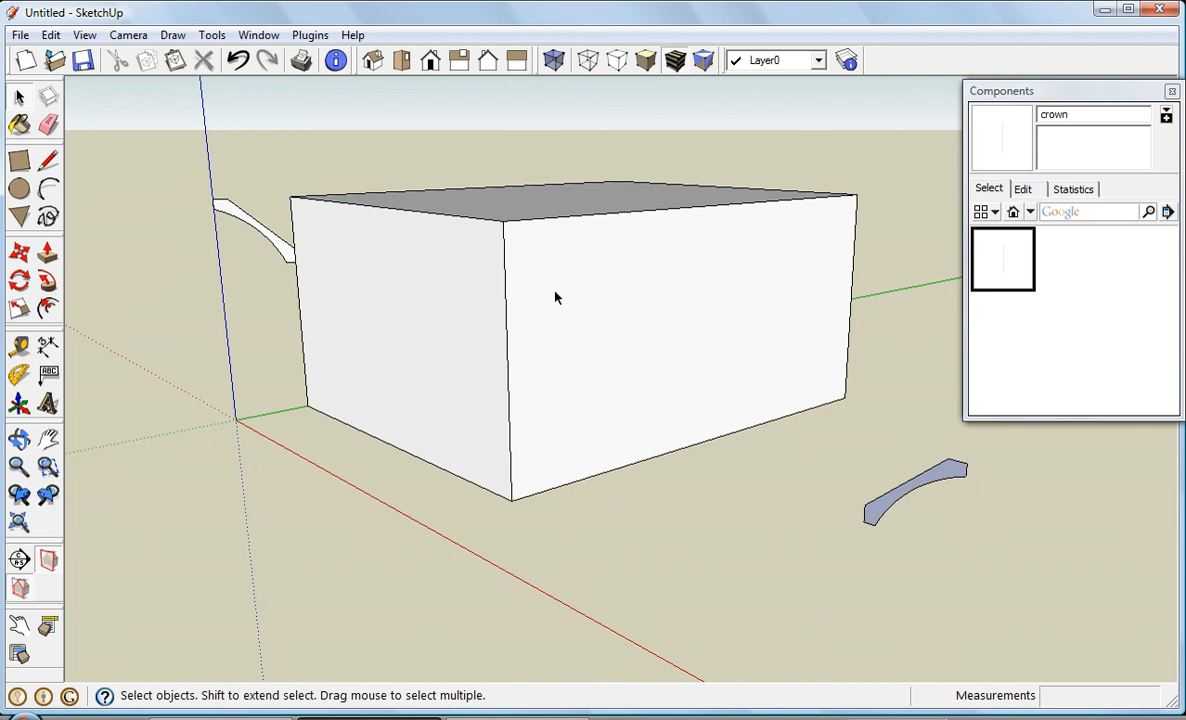 Untitled - SketchUp
File Edit View Camera Draw Tools Window Plugins Help
Layer0
Components
crown
Select Edit Statistics
Google
ABC
Select objects. Shift to extend select. Drag mouse to select multiple.
Measurements